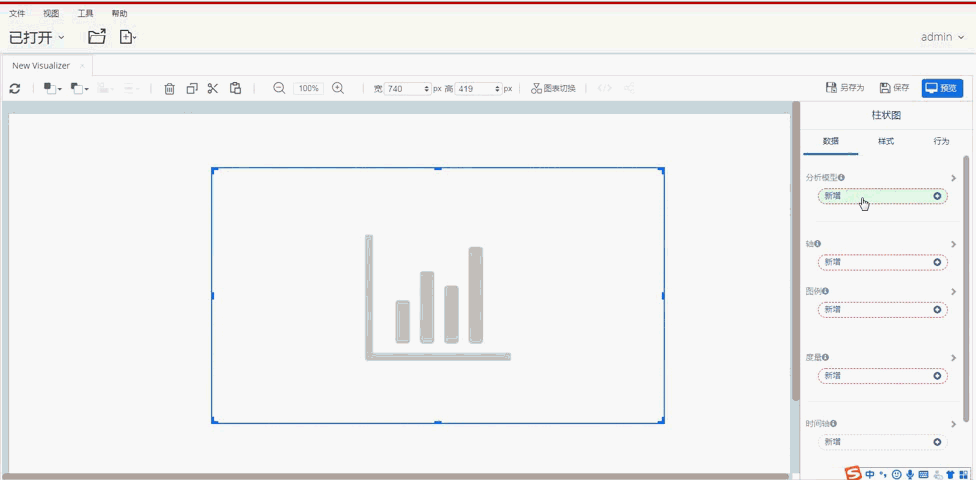 文件 视图 工具 帮助
已打开 admin
New Visualizer
100% 宽 740 px 高 419 px 图表切换 另存为 保存 预览
柱状图
数据 样式 行为
分析模型
新增
轴
新增
图例
新增
度量
新增
时间轴
新增
中